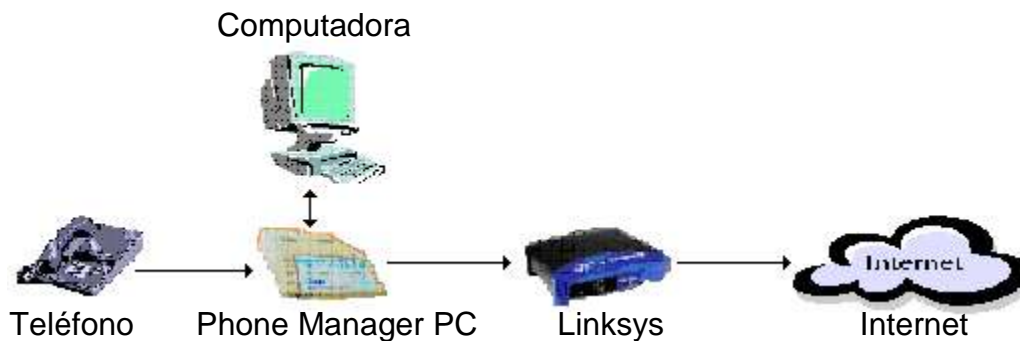 Computadora
Internet
Teléfono
Phone Manager PC
Linksys
Internet